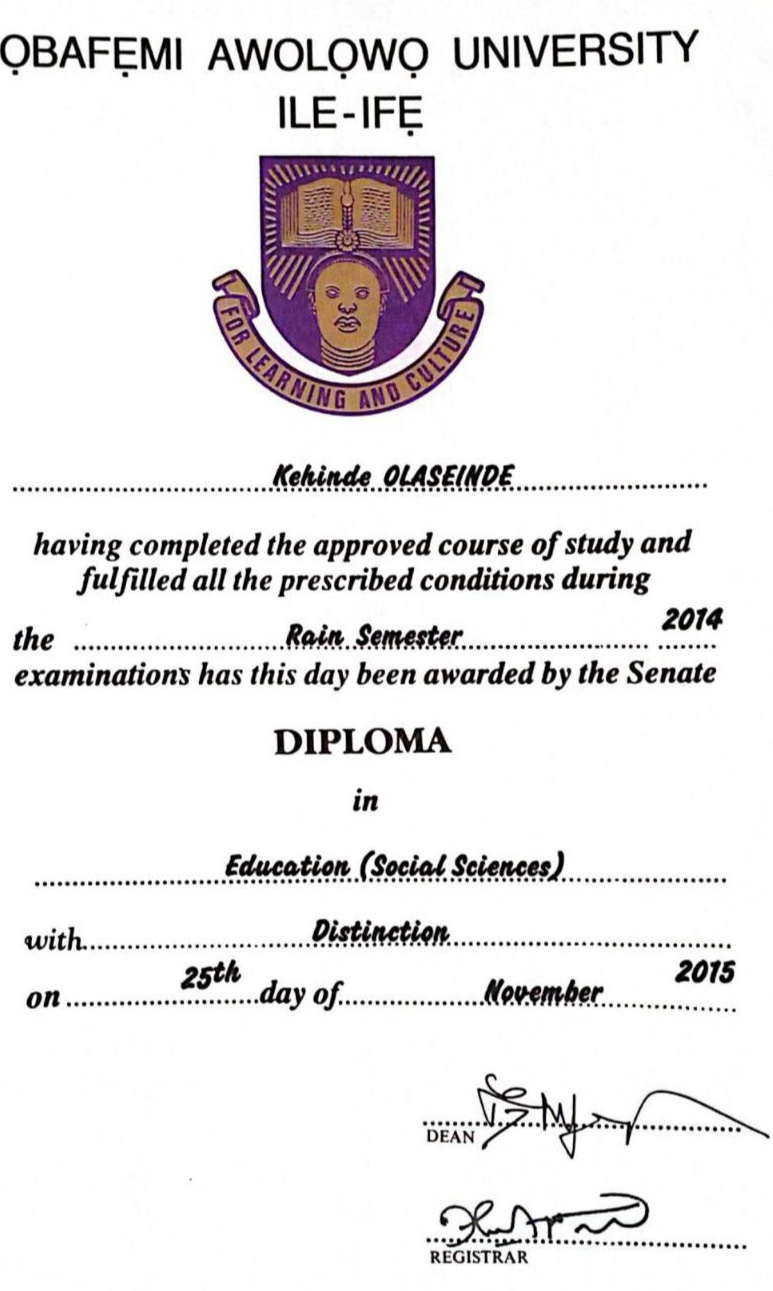 ỌBAFẸMI AWOLỌWỌ UNIVERSITY
ILE-IFẸ
FOR LEARNING AND CULTURE
Kehinde OLASEINDE
having completed the approved course of study and
fulfilled all the prescribed conditions during
the Rain Semester 2014
examinations has this day been awarded by the Senate
DIPLOMA
in
Education (Social Sciences)
with Distinction
on 25th day of November 2015
DEAN
REGISTRAR